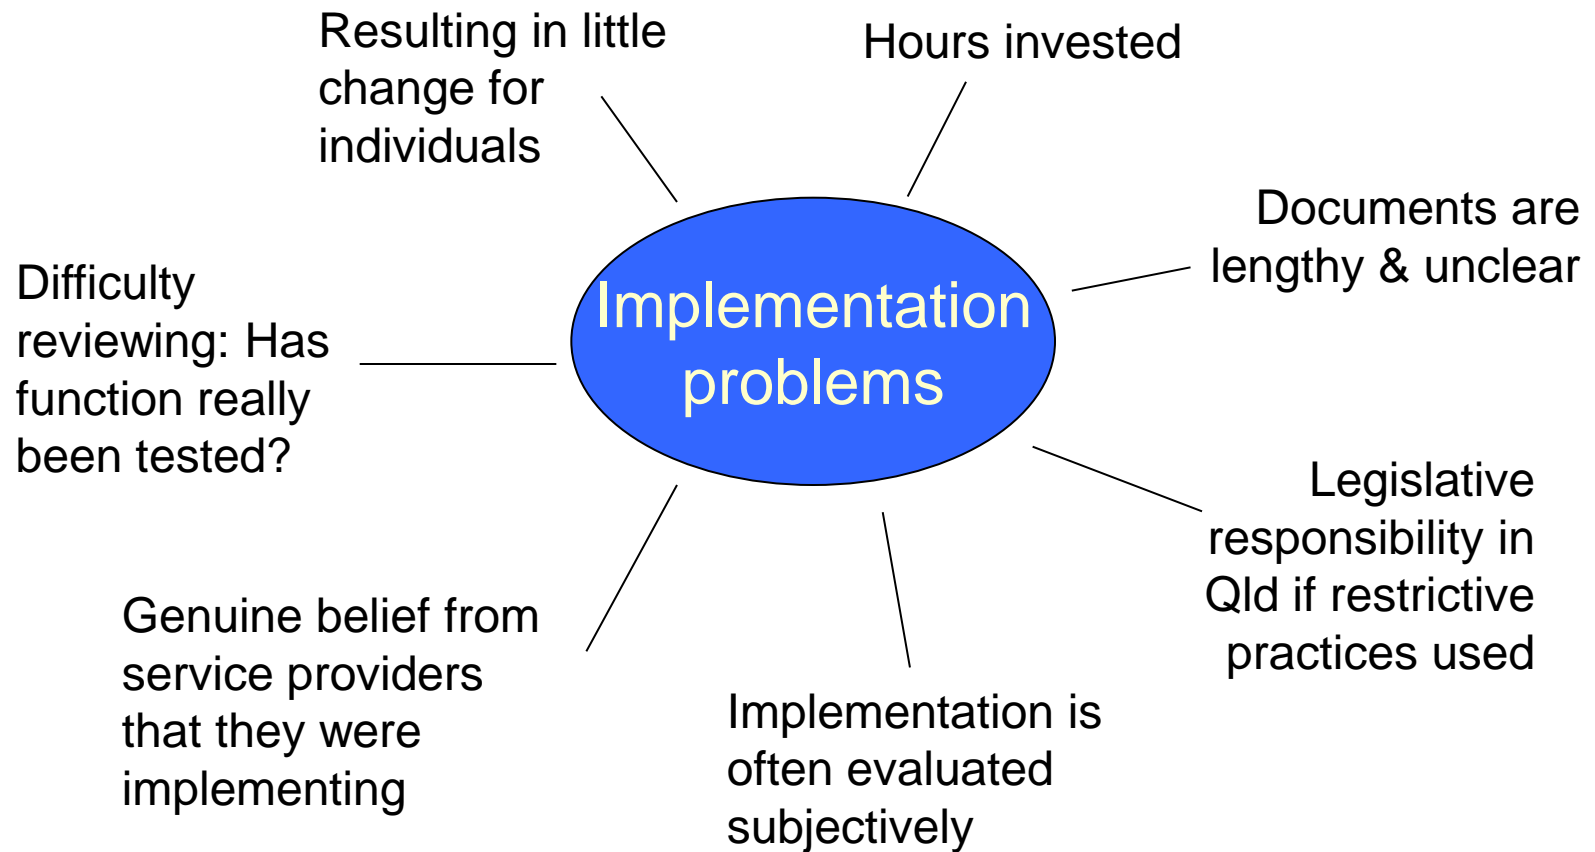 Resulting in little
change for
individuals
Hours invested
Documents are
lengthy & unclear
Difficulty
reviewing: Has
function really
been tested?
Implementation
problems
Legislative
responsibility in
Qld if restrictive
practices used
Genuine belief from
service providers
that they were
implementing
Implementation is
often evaluated
subjectively